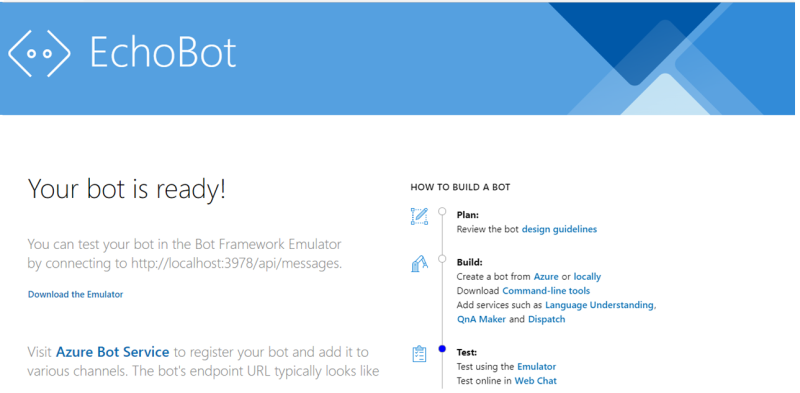 EchoBot
Your bot is ready!
You can test your bot in the Bot Framework Emulator
by connecting to http://localhost:3978/api/messages.
Download the Emulator
Visit Azure Bot Service to register your bot and add it to
various channels. The bot's endpoint URL typically looks like
HOW TO BUILD A BOT
Plan:
Review the bot design guidelines
Build:
Create a bot from Azure or locally
Download Command-line tools
Add services such as Language Understanding,
QnA Maker and Dispatch
Test:
Test using the Emulator
Test online in Web Chat